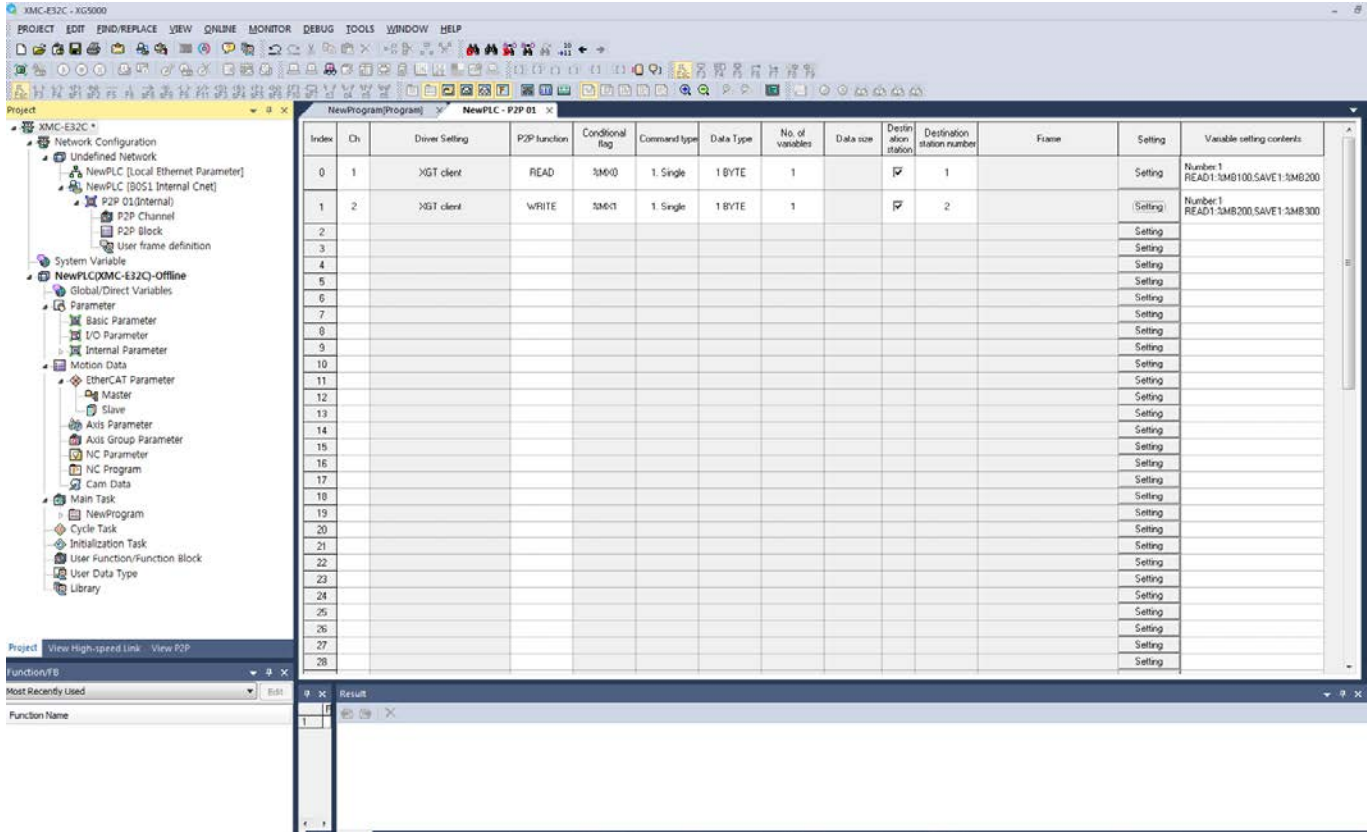 XMC-E32C - XG5000
PROJECT EDIT FIND/REPLACE VIEW ONLINE MONITOR DEBUG TOOLS WINDOW HELP
Project
XMC-E32C *
Network Configuration
Undefined Network
NewPLC [Local Ethernet Parameter]
NewPLC [B0S1 Internal Cnet]
P2P 01(Internal)
P2P Channel
P2P Block
User frame definition
System Variable
NewPLC(XMC-E32C)-Offline
Global/Direct Variables
Parameter
Basic Parameter
I/O Parameter
Internal Parameter
Motion Data
EtherCAT Parameter
Master
Slave
Axis Parameter
Axis Group Parameter
NC Parameter
NC Program
Cam Data
Main Task
NewProgram
Cycle Task
Initialization Task
User Function/Function Block
User Data Type
Library
Project View High-speed Link View P2P
Function/FB
Most Recently Used Edit
Function Name
NewProgram[Program] NewPLC - P2P 01
Index Ch Driver Setting P2P function Conditional flag Command type Data Type No. of variables Data size Destination station Destination station number Frame Setting Variable setting contents
0 1 XGT client READ %MX0 1. Single 1 BYTE 1 1 Setting Number:1
READ1:%MB100,SAVE1:%MB200
1 2 XGT client WRITE %MX1 1. Single 1 BYTE 1 2 Setting Number:1
READ1:%MB200,SAVE1:%MB300
2 Setting
3 Setting
4 Setting
5 Setting
6 Setting
7 Setting
8 Setting
9 Setting
10 Setting
11 Setting
12 Setting
13 Setting
14 Setting
15 Setting
16 Setting
17 Setting
18 Setting
19 Setting
20 Setting
21 Setting
22 Setting
23 Setting
24 Setting
25 Setting
26 Setting
27 Setting
28 Setting
Result
1